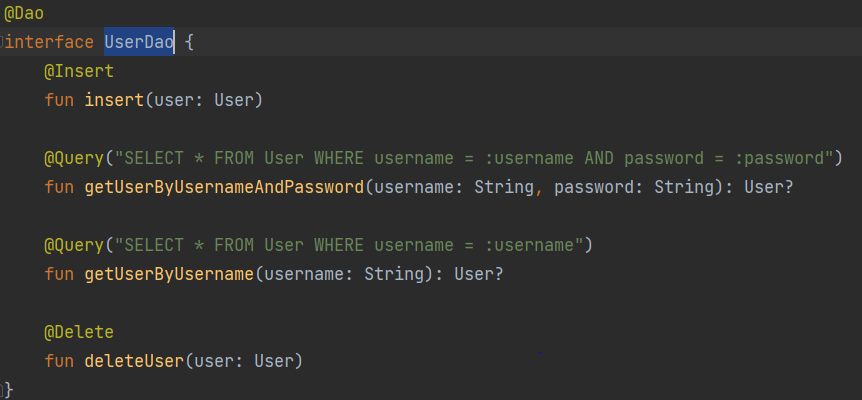 @Dao
interface UserDao {
    @Insert
    fun insert(user: User)
    @Query("SELECT * FROM User WHERE username = :username AND password = :password")
    fun getUserByUsernameAndPassword(username: String, password: String): User?
    @Query("SELECT * FROM User WHERE username = :username")
    fun getUserByUsername(username: String): User?
    @Delete
    fun deleteUser(user: User)
}